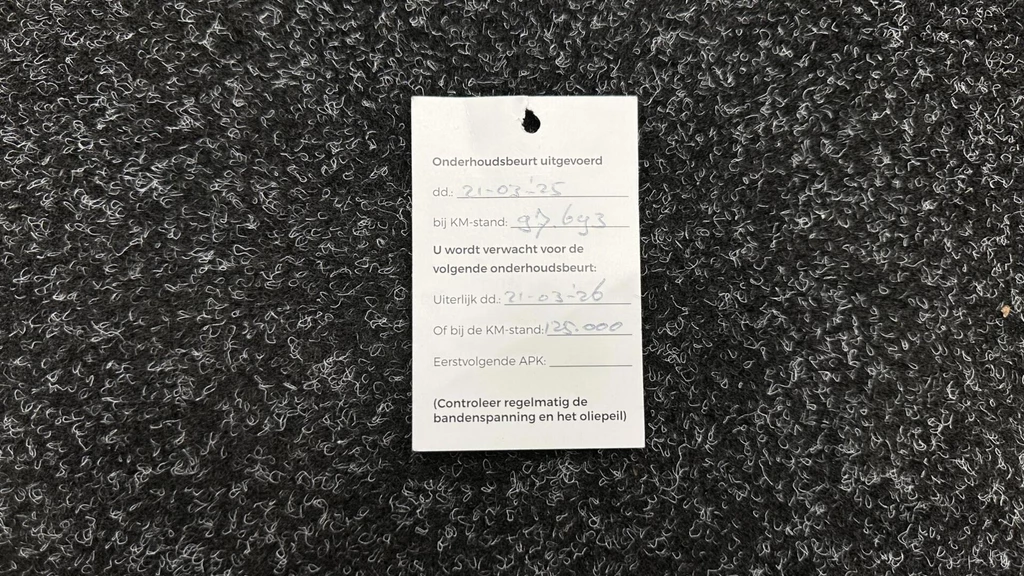 Onderhoudsbeurt uitgevoerd
dd.: 21-03-'25
bij KM-stand: 97.693
U wordt verwacht voor de
volgende onderhoudsbeurt:
Uiterlijk dd.: 21-03-'26
Of bij de KM-stand: 125.000
Eerstvolgende APK:
(Controleer regelmatig de
bandenspanning en het oliepeil)